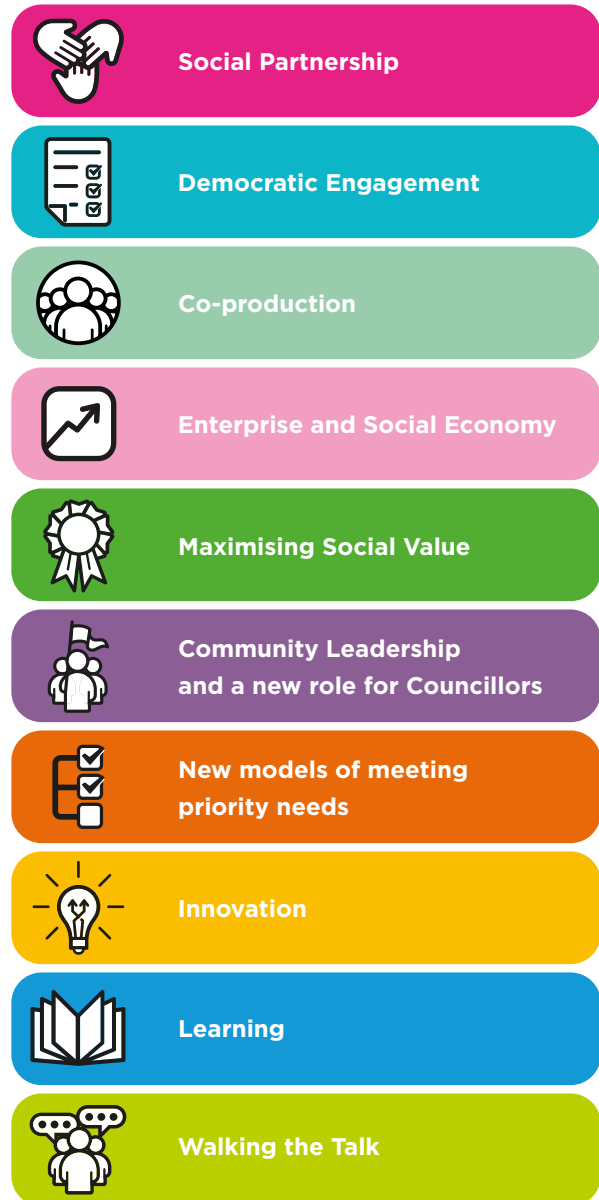 Social Partnership
Democratic Engagement
Co-production
Enterprise and Social Economy
Maximising Social Value
Community Leadership
and a new role for Councillors
New models of meeting
priority needs
Innovation
Learning
Walking the Talk